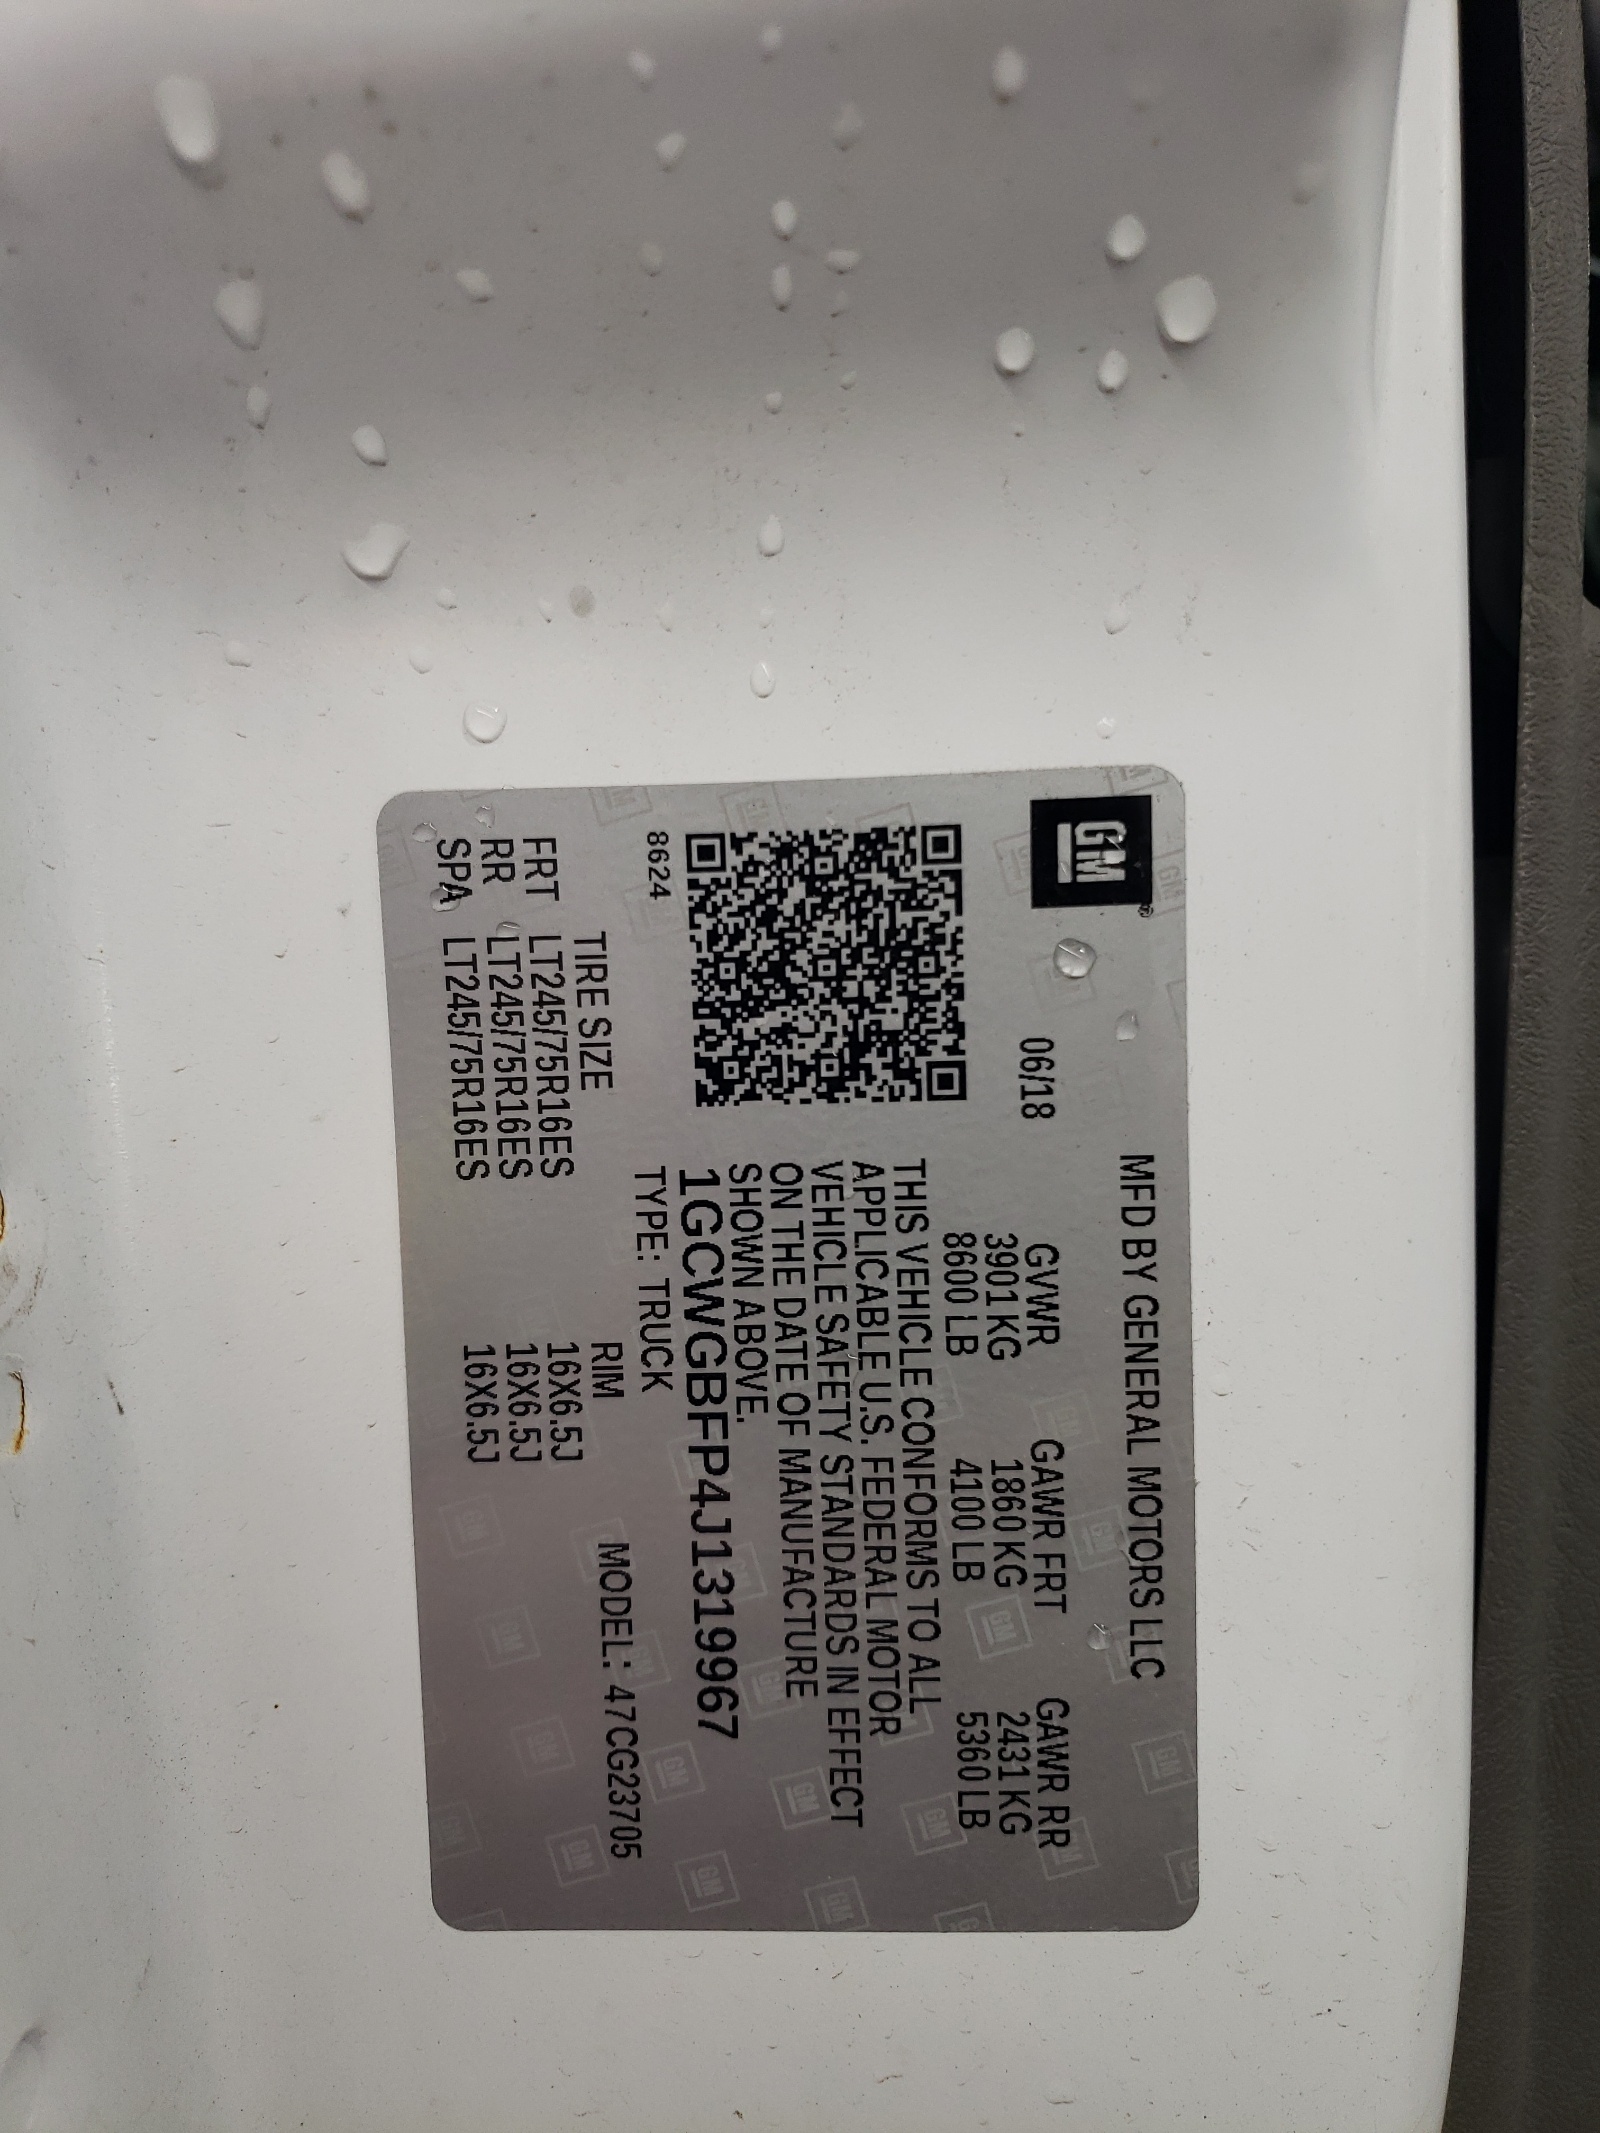 GM®
MFD BY GENERAL MOTORS LLC
06/18
GVWR GAWR FRT GAWR RR
3901 KG 1860 KG 2431 KG
8600 LB 4100 LB 5360 LB
THIS VEHICLE CONFORMS TO ALL
APPLICABLE U.S. FEDERAL MOTOR
VEHICLE SAFETY STANDARDS IN EFFECT
ON THE DATE OF MANUFACTURE
SHOWN ABOVE.
1GCWGBFP4J1319967
8624
TYPE: TRUCK
MODEL: 47CG23705
TIRE SIZE RIM
FRT LT245/75R16ES 16X6.5J
RR LT245/75R16ES 16X6.5J
SPA LT245/75R16ES 16X6.5J